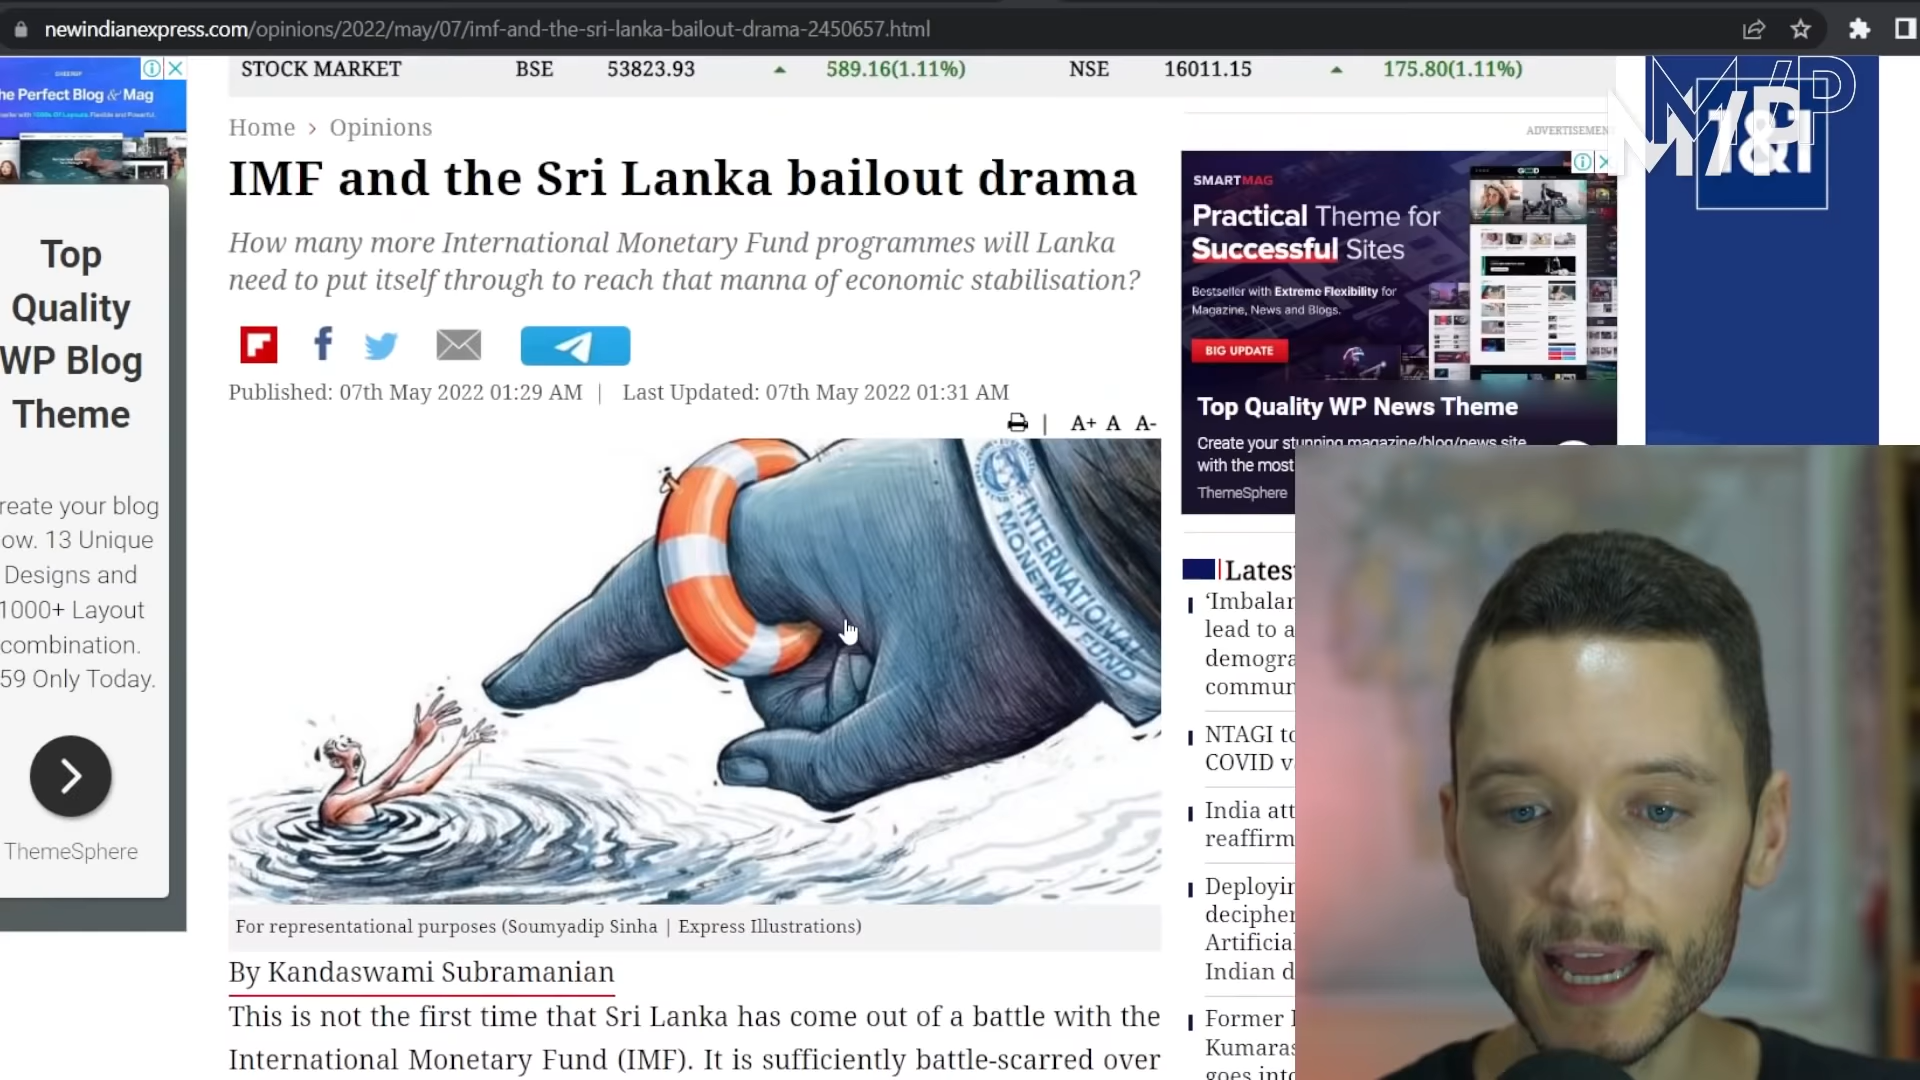 newindianexpress.com/opinions/2022/may/07/imf-and-the-sri-lanka-bailout-drama-2450657.html
STOCK MARKET BSE 53823.93 589.16(1.11%) NSE 16011.15 175.80(1.11%)
Home > Opinions
IMF and the Sri Lanka bailout drama
How many more International Monetary Fund programmes will Lanka
need to put itself through to reach that manna of economic stabilisation?
Published: 07th May 2022 01:29 AM | Last Updated: 07th May 2022 01:31 AM
A+ A A-
INTERNATIONAL
MONETARY FUND
For representational purposes (Soumyadip Sinha | Express Illustrations)
By Kandaswami Subramanian
This is not the first time that Sri Lanka has come out of a battle with the
International Monetary Fund (IMF). It is sufficiently battle-scarred over
he Perfect Blog & Mag
Top
Quality
WP Blog
Theme
reate your blog
ow. 13 Unique
Designs and
1000+ Layout
combination.
59 Only Today.
ThemeSphere
ADVERTISEMEN
SMARTMAG
Practical Theme for
Successful Sites
Bestseller with Extreme Flexibility for
Magazine, News and Blogs.
BIG UPDATE
Top Quality WP News Theme
Create your stunning magazine/blog/news site
with the most
ThemeSphere
M/P
1&1
Lates
‘Imbalan
lead to a
demogra
commun
NTAGI to
COVID v
India att
reaffirm
Deployin
decipher
Artificia
Indian d
Former
Kumaras
goes into